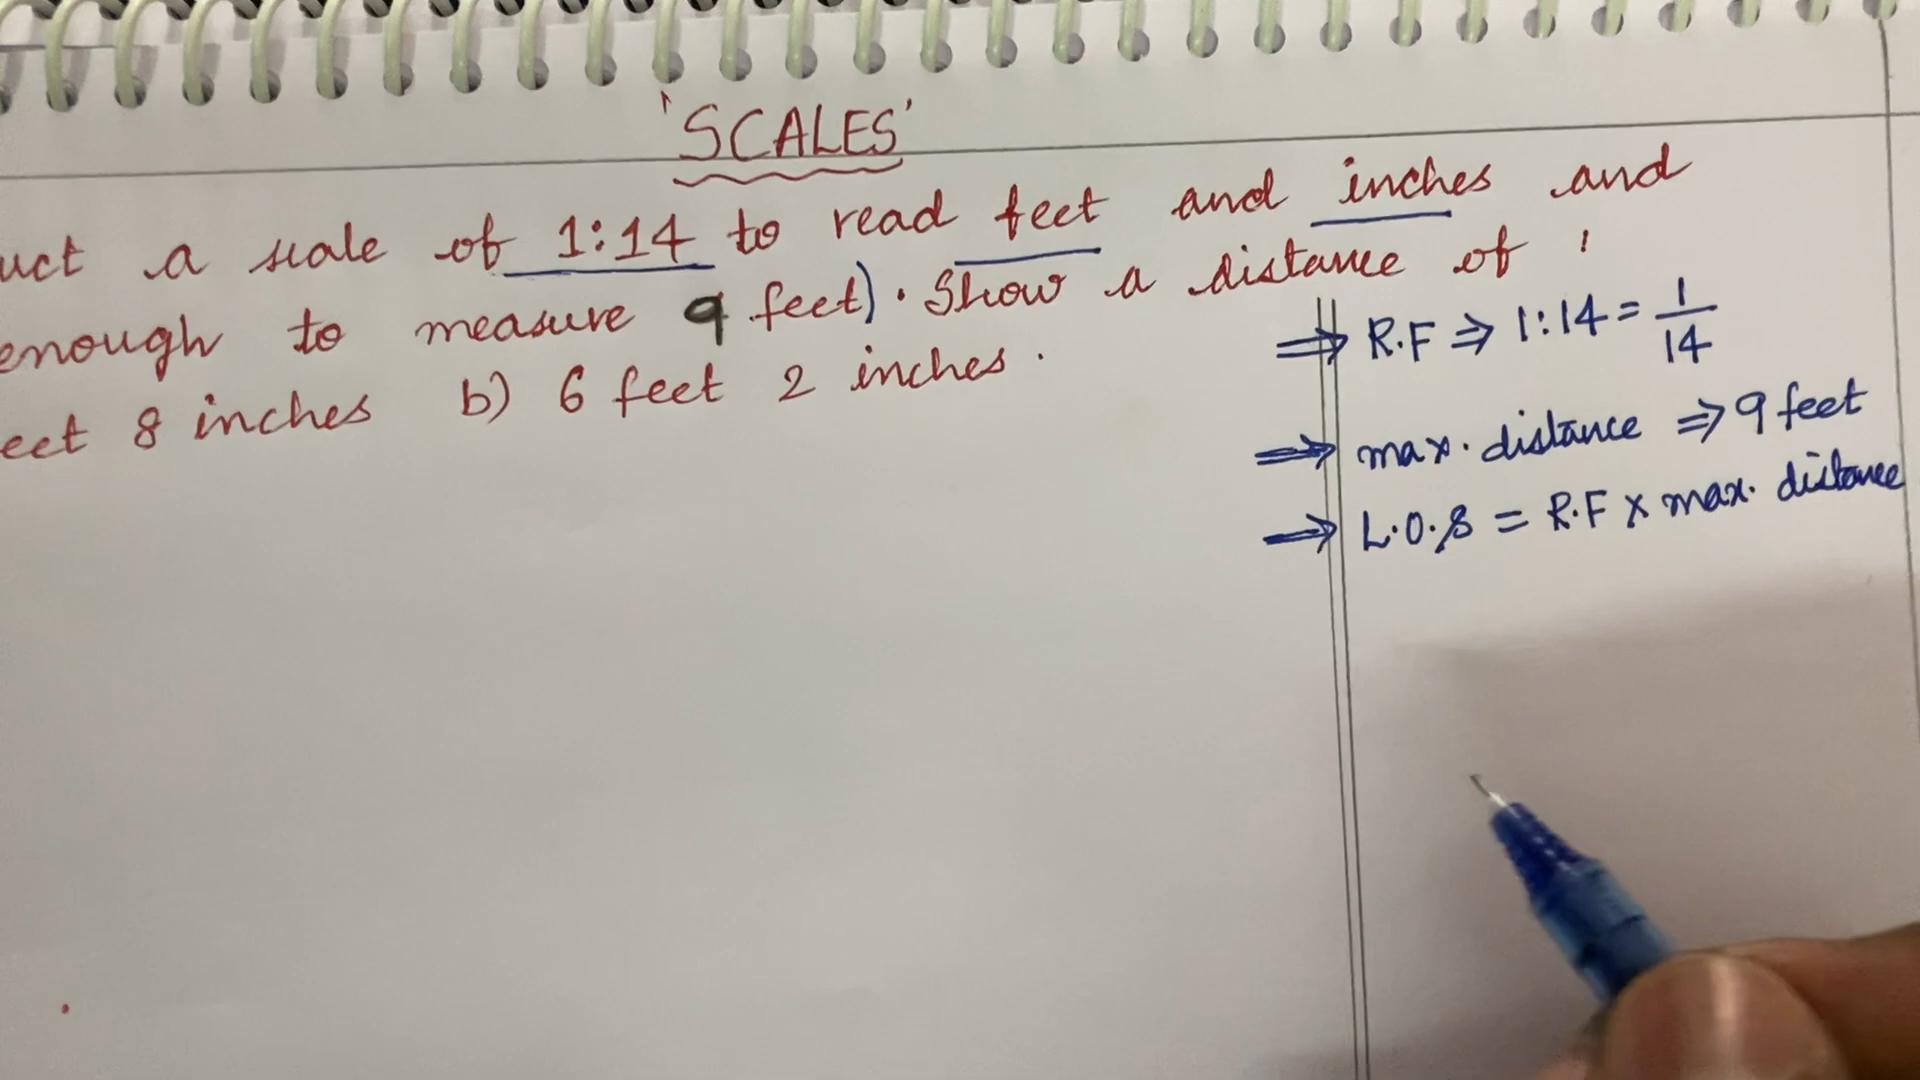 'SCALES'
uct a scale of 1:14 to read feet and inches and
enough to measure 9 feet). Show a distance of
eet 8 inches b) 6 feet 2 inches.
⇒ R.F ⇒ 1:14 = 1/14
⇒ max. distance ⇒ 9 feet
⇒ L.O.S = R.F x max. distance